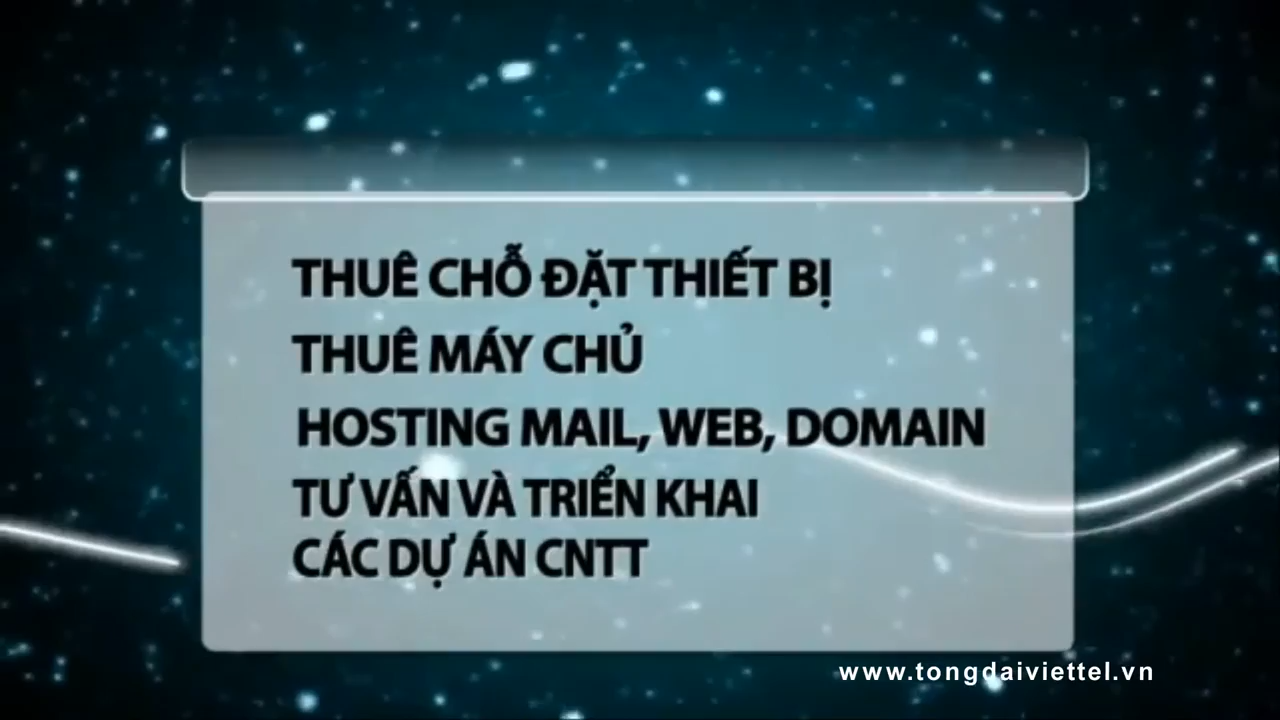 THUÊ CHỖ ĐẶT THIẾT BỊ
THUÊ MÁY CHỦ
HOSTING MAIL, WEB, DOMAIN
TƯ VẤN VÀ TRIỂN KHAI
CÁC DỰ ÁN CNTT
www.tongdaiviettel.vn